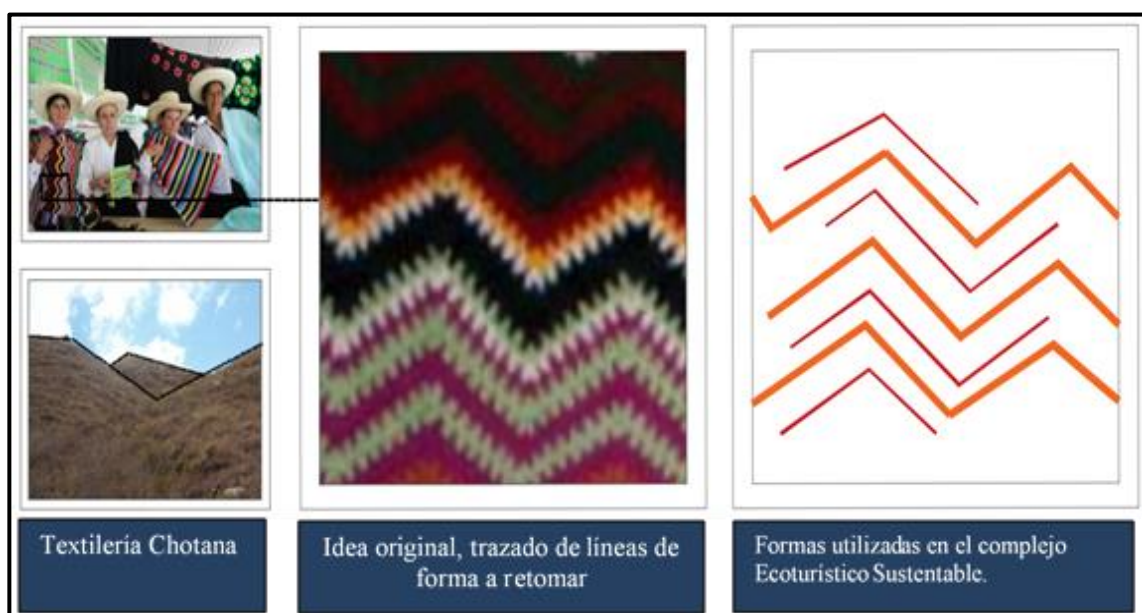 Textilería Chotana
Idea original, trazado de líneas de
forma a retomar
Formas utilizadas en el complejo
Ecoturístico Sustentable.